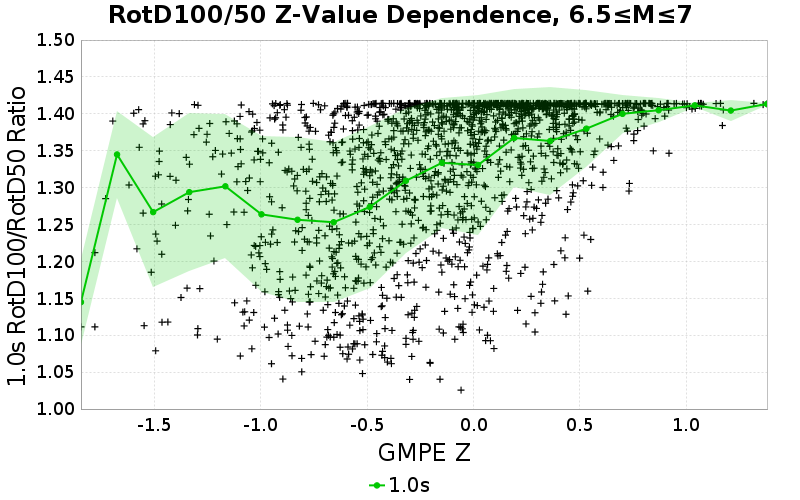 RotD100/50 Z-Value Dependence, 6.5≤M≤7
1.0s RotD100/RotD50 Ratio
1.50
1.45
1.40
1.35
1.30
1.25
1.20
1.15
1.10
1.05
1.00
-1.5 -1.0 -0.5 0.0 0.5 1.0
GMPE Z
1.0s